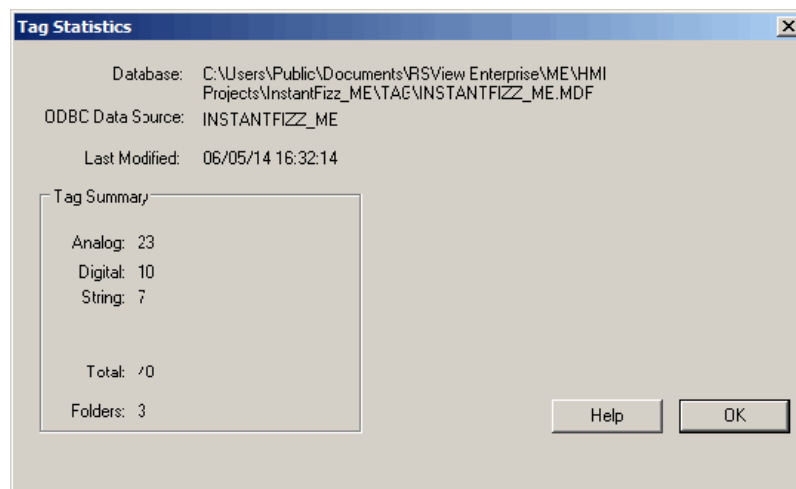 Tag Statistics
Database: C:\Users\Public\Documents\RSView Enterprise\ME\HMI
Projects\InstantFizz_ME\TAG\INSTANTFIZZ_ME.MDF
ODBC Data Source: INSTANTFIZZ_ME
Last Modified: 06/05/14 16:32:14
Tag Summary
Analog: 23
Digital: 10
String: 7
Total: 40
Folders: 3
Help
OK